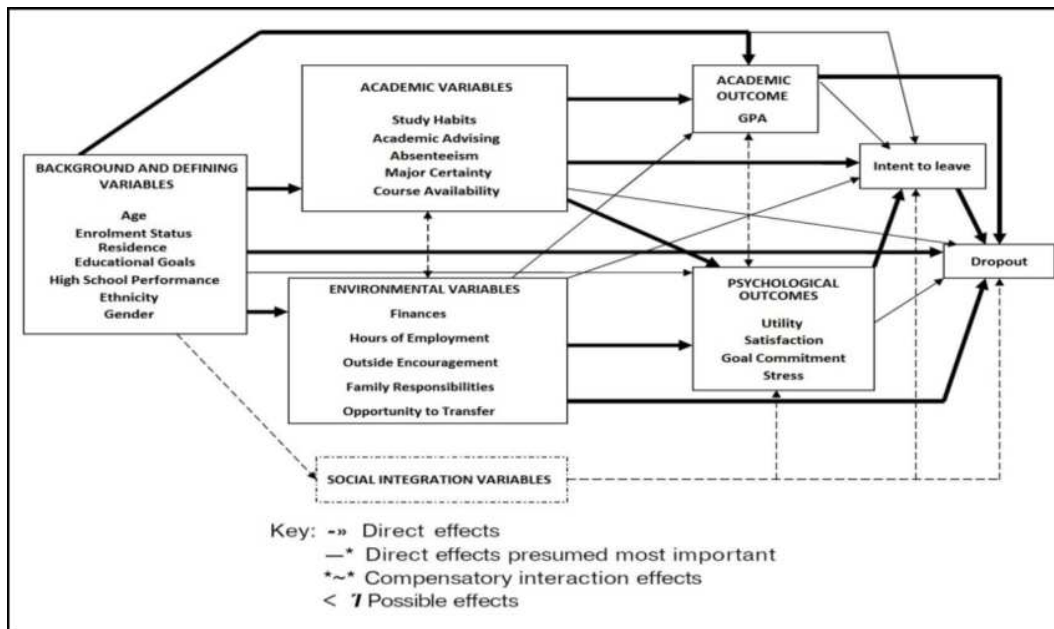 BACKGROUND AND DEFINING
VARIABLES
Age
Enrolment Status
Residence
Educational Goals
High School Performance
Ethnicity
Gender
ACADEMIC VARIABLES
Study Habits
Academic Advising
Absenteeism
Major Certainty
Course Availability
ENVIRONMENTAL VARIABLES
Finances
Hours of Employment
Outside Encouragement
Family Responsibilities
Opportunity to Transfer
SOCIAL INTEGRATION VARIABLES
ACADEMIC
OUTCOME
GPA
PSYCHOLOGICAL
OUTCOMES
Utility
Satisfaction
Goal Commitment
Stress
Intent to leave
Dropout
Key: -» Direct effects
—* Direct effects presumed most important
*~* Compensatory interaction effects
< 'I Possible effects